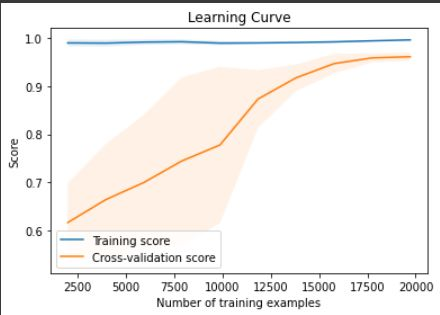 Learning Curve
1.0
0.9
0.8
0.7
0.6
Score
Training score
Cross-validation score
2500 5000 7500 10000 12500 15000 17500 20000
Number of training examples